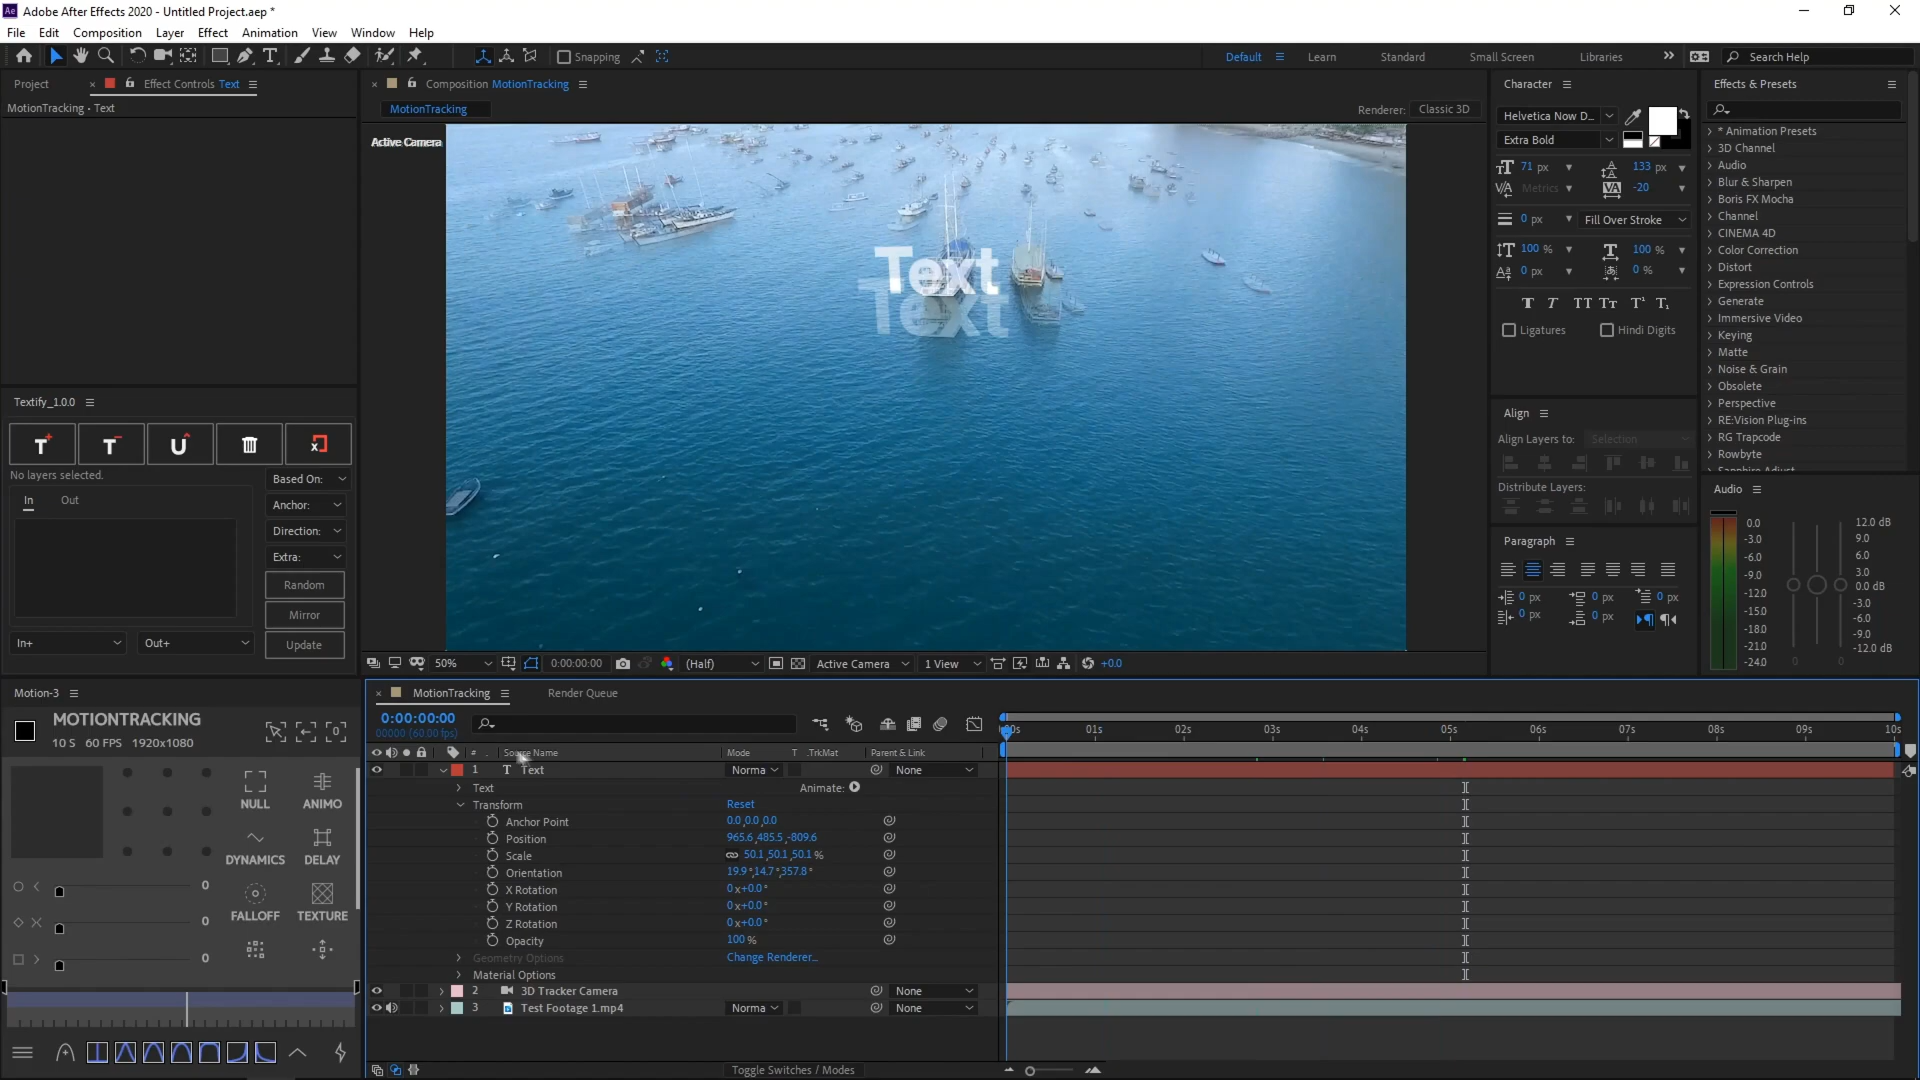 Ae Adobe After Effects 2020 - Untitled Project.aep *
File Edit Composition Layer Effect Animation View Window Help
Snapping
Default Learn Standard Small Screen Libraries Search Help
Project Effect Controls Text
MotionTracking • Text
Composition MotionTracking
MotionTracking
Renderer: Classic 3D
Active Camera
Text
Text
Textify_1.0.0
No layers selected.
In Out
Based On:
Anchor:
Direction:
Extra:
Random
Mirror
Update
In+ Out+
50% 0:00:00:00 (Half) Active Camera 1 View +0.0
Character
Helvetica Now D...
Extra Bold
71 px 133 px
Metrics -20
0 px Fill Over Stroke
100 % 100 %
0 px 0 %
Ligatures Hindi Digits
Align
Align Layers to: Selection
Distribute Layers:
Paragraph
0 px 0 px 0 px
0 px 0 px
Effects & Presets
* Animation Presets
3D Channel
Audio
Blur & Sharpen
Boris FX Mocha
Channel
CINEMA 4D
Color Correction
Distort
Expression Controls
Generate
Immersive Video
Keying
Matte
Noise & Grain
Obsolete
Perspective
RE:Vision Plug-ins
RG Trapcode
Rowbyte
Sapphire Adjust
Audio
0.0
-3.0
-6.0
-9.0
-12.0
-15.0
-18.0
-21.0
-24.0
0 0
12.0 dB
9.0
6.0
3.0
0.0 dB
-3.0
-6.0
-9.0
-12.0 dB
Motion-3
MOTIONTRACKING
10 S 60 FPS 1920x1080
NULL ANIMO
DYNAMICS DELAY
FALLOFF TEXTURE
0
0
0
MotionTracking Render Queue
0:00:00:00
00000 (60.00 fps)
# Source Name Mode T .TrkMat Parent & Link
:00s 01s 02s 03s 04s 05s 06s 07s 08s 09s 10s
1 T Text Norma None
Text Animate:
Transform Reset
Anchor Point 0.0,0.0,0.0
Position 965.6,485.5,-809.6
Scale 50.1,50.1,50.1 %
Orientation 19.9°,14.7°,357.8°
X Rotation 0x+0.0°
Y Rotation 0x+0.0°
Z Rotation 0x+0.0°
Opacity 100 %
Geometry Options Change Renderer...
Material Options
2 3D Tracker Camera None
3 Test Footage 1.mp4 Norma None
Toggle Switches / Modes